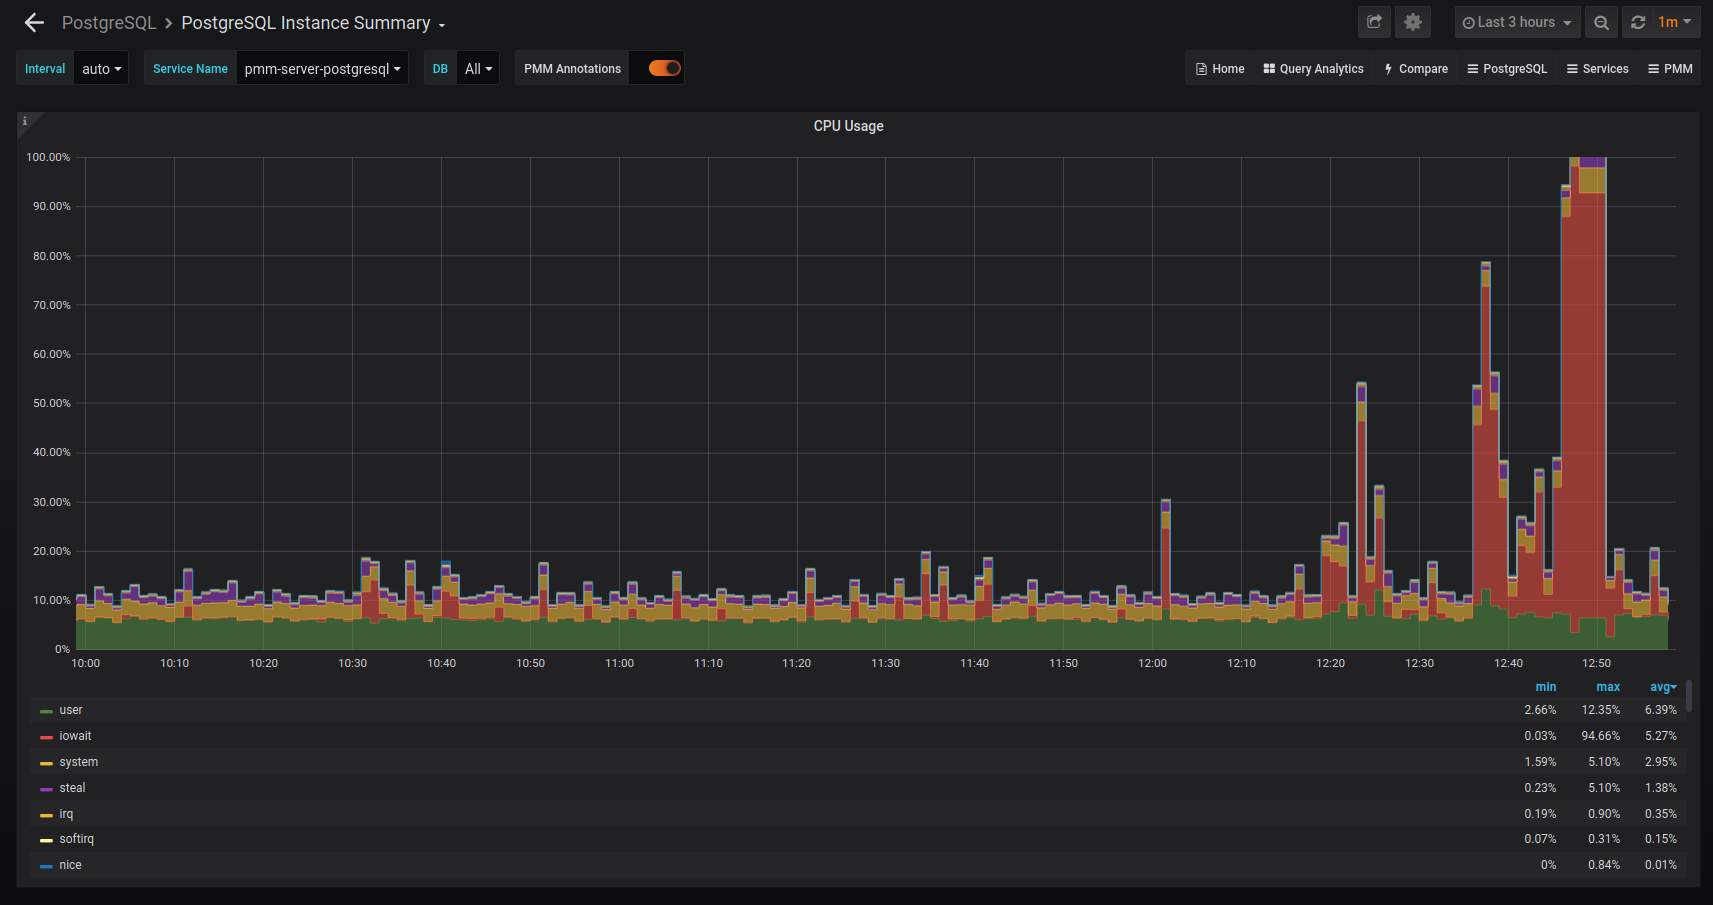 PostgreSQL > PostgreSQL Instance Summary
Last 3 hours
1m
Interval auto
Service Name pmm-server-postgresql
DB All
PMM Annotations
Home
Query Analytics
Compare
PostgreSQL
Services
PMM
i
CPU Usage
100.00%
90.00%
80.00%
70.00%
60.00%
50.00%
40.00%
30.00%
20.00%
10.00%
0%
10:00 10:10 10:20 10:30 10:40 10:50 11:00 11:10 11:20 11:30 11:40 11:50 12:00 12:10 12:20 12:30 12:40 12:50
min max avg
user 2.66% 12.35% 6.39%
iowait 0.03% 94.66% 5.27%
system 1.59% 5.10% 2.95%
steal 0.23% 5.10% 1.38%
irq 0.19% 0.90% 0.35%
softirq 0.07% 0.31% 0.15%
nice 0% 0.84% 0.01%